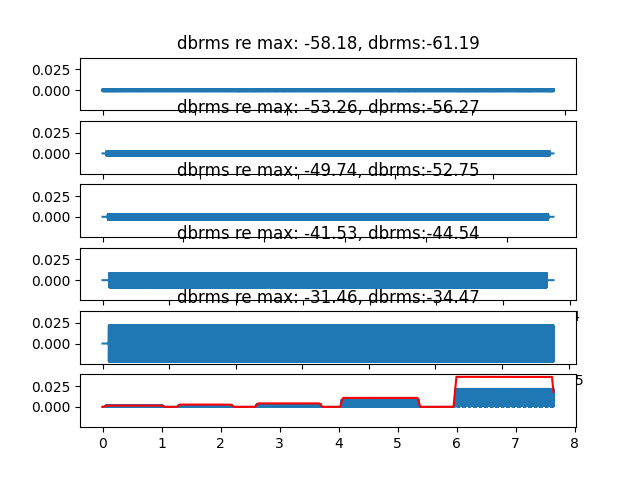 dbrms re max: -58.18, dbrms:-61.19
0.025
0.000
dbrms re max: -53.26, dbrms:-56.27
0.025
0.000
dbrms re max: -49.74, dbrms:-52.75
0.025
0.000
dbrms re max: -41.53, dbrms:-44.54
0.025
0.000
dbrms re max: -31.46, dbrms:-34.47
0.025
0.000
5
0.025
0.000
0 1 2 3 4 5 6 7 8